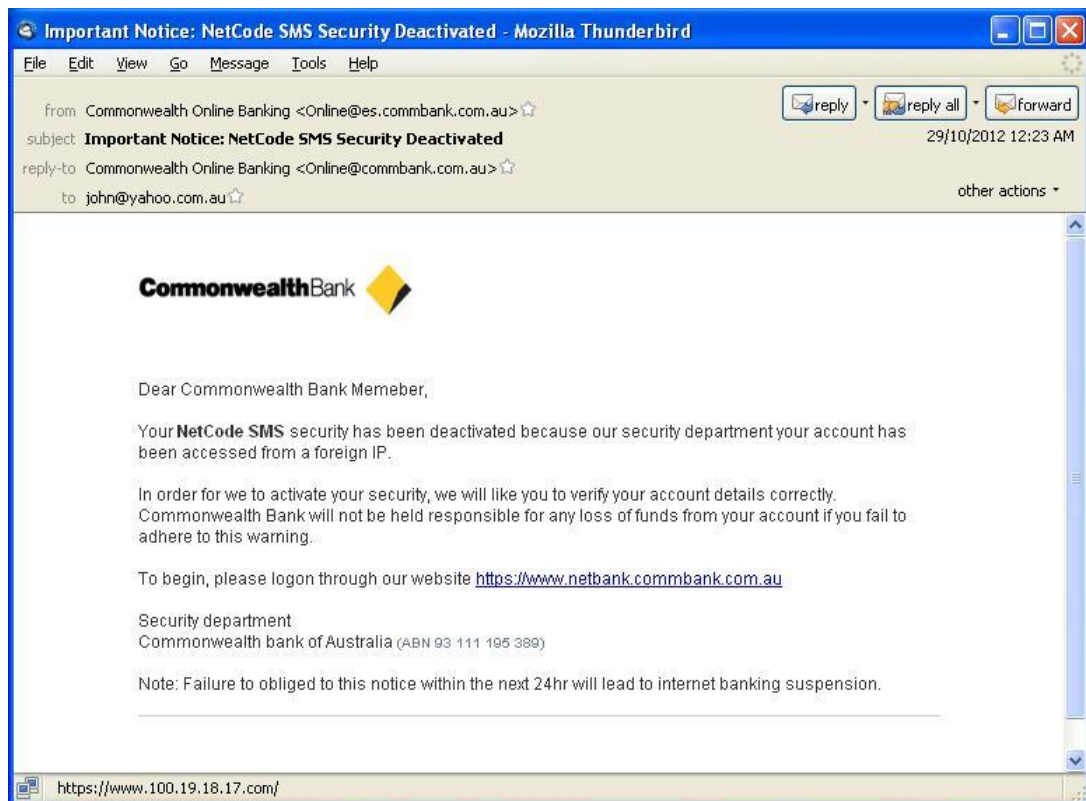 Important Notice: NetCode SMS Security Deactivated - Mozilla Thunderbird
File Edit View Go Message Tools Help
from Commonwealth Online Banking <Online@es.commbank.com.au>
reply reply all forward
subject Important Notice: NetCode SMS Security Deactivated
29/10/2012 12:23 AM
reply-to Commonwealth Online Banking <Online@commbank.com.au>
to john@yahoo.com.au
other actions
CommonwealthBank
Dear Commonwealth Bank Memeber,
Your NetCode SMS security has been deactivated because our security department your account has
been accessed from a foreign IP.
In order for we to activate your security, we will like you to verify your account details correctly.
Commonwealth Bank will not be held responsible for any loss of funds from your account if you fail to
adhere to this warning.
To begin, please logon through our website https://www.netbank.commbank.com.au
Security department
Commonwealth bank of Australia (ABN 93 111 195 389)
Note: Failure to obliged to this notice within the next 24hr will lead to internet banking suspension.
https://www.100.19.18.17.com/